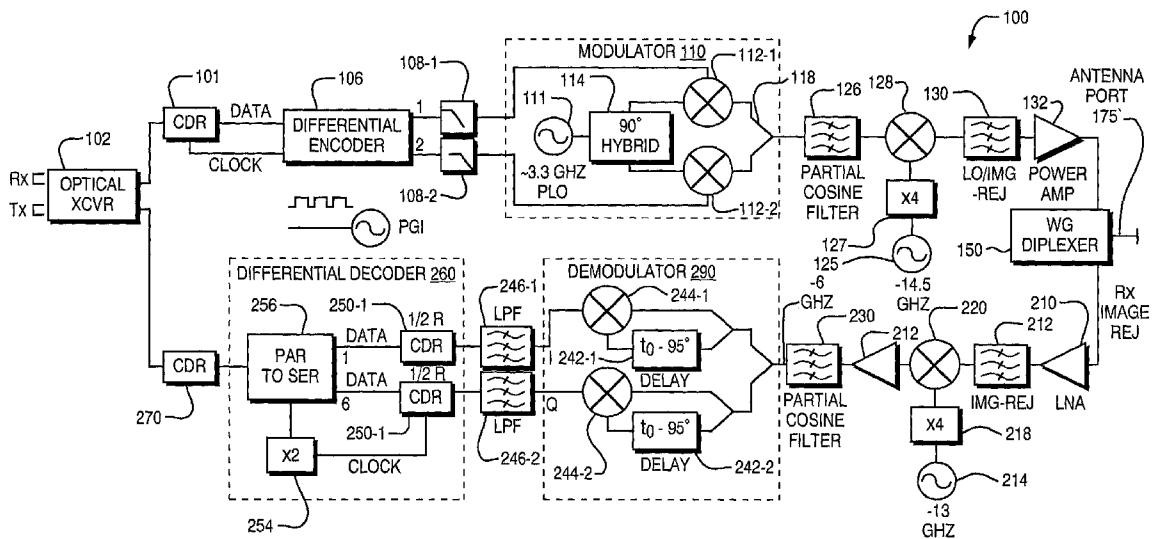 100
MODULATOR 110
112-1
114
118
126
128
130
132
ANTENNA
PORT
175`
101
106
108-1
111
DATA
CDR
DIFFERENTIAL
ENCODER
1
2
CLOCK
90°
HYBRID
~3.3 GHZ
PLO
102
Rx
Tx
OPTICAL
XCVR
108-2
112-2
PARTIAL
COSINE
FILTER
X4
127
125
-14.5
GHZ
LO/IMG
-REJ
POWER
AMP
WG
DIPLEXER
150
PGI
DIFFERENTIAL DECODER 260
246-1
DEMODULATOR 290
244-1
-6
GHZ
230
212
220
212
210
Rx
IMAGE
REJ
256
250-1
LPF
1/2 R
PAR
TO SER
DATA
1
CDR
I
242-1
t0 - 95°
DELAY
CDR
270
DATA
6
1/2 R
CDR
250-1
LPF
Q
246-2
244-2
t0 - 95°
DELAY
242-2
PARTIAL
COSINE
FILTER
IMG-REJ
LNA
X4
218
214
-13
GHZ
X2
CLOCK
254